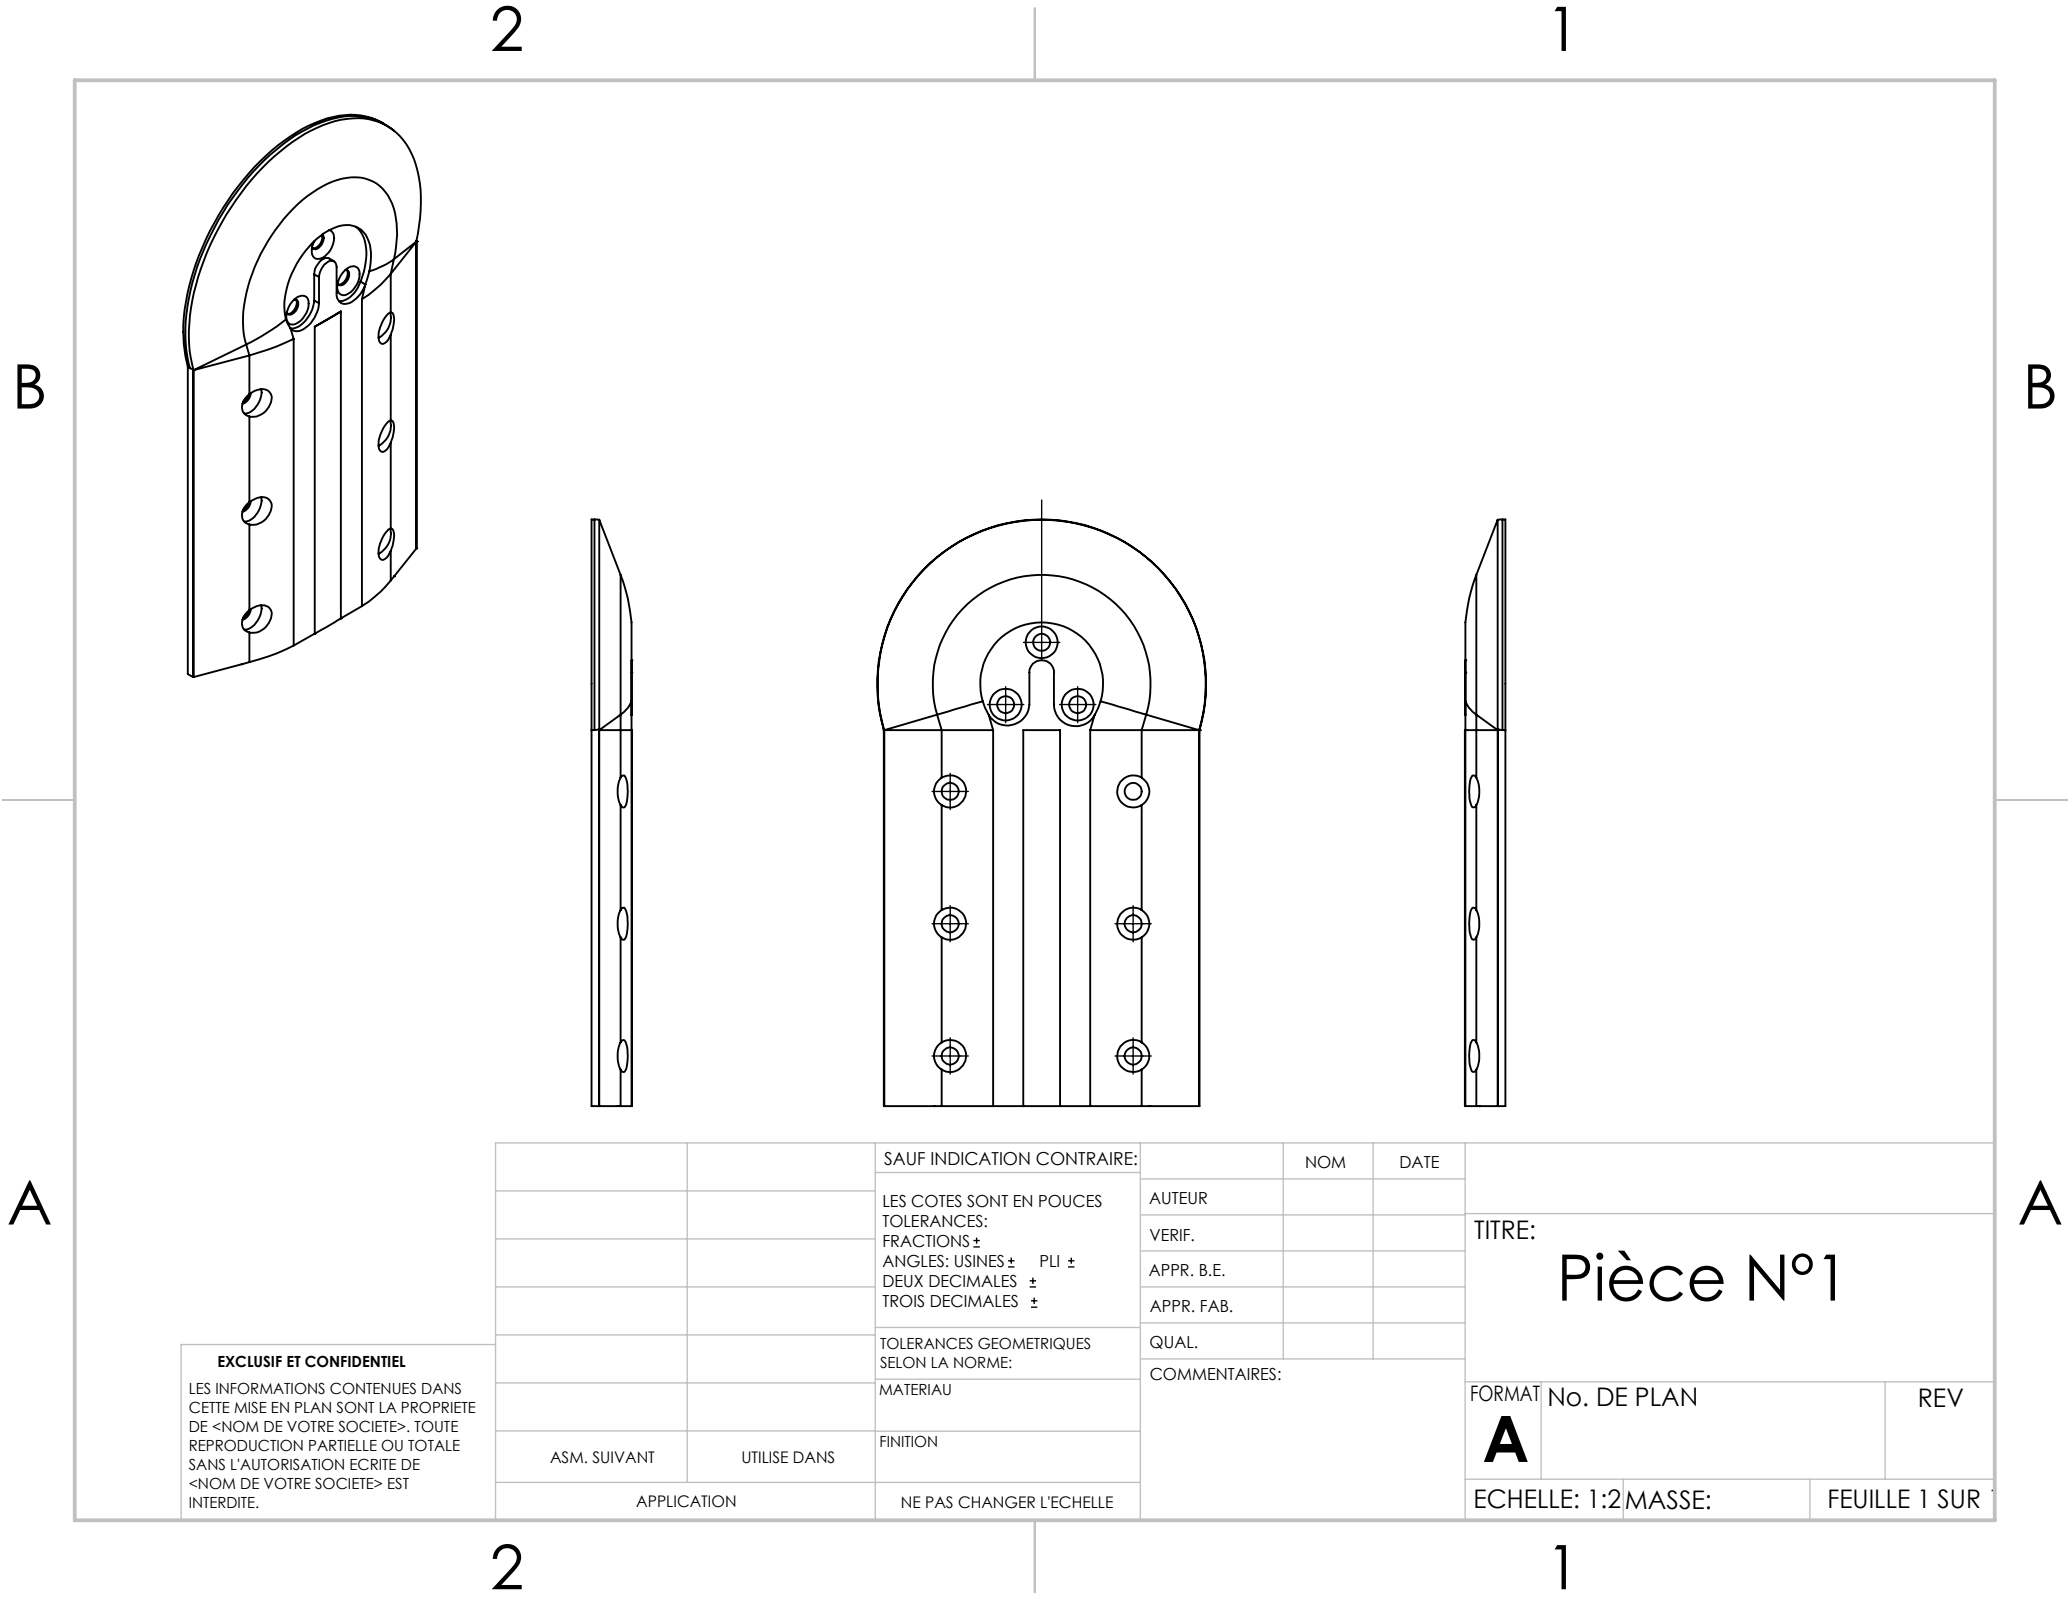 2
1
B
B
A
A
SAUF INDICATION CONTRAIRE:
LES COTES SONT EN POUCES
TOLERANCES:
FRACTIONS ±
ANGLES: USINES ± PLI ±
DEUX DECIMALES ±
TROIS DECIMALES ±
TOLERANCES GEOMETRIQUES
SELON LA NORME:
MATERIAU
FINITION
NE PAS CHANGER L'ECHELLE
NOM
DATE
AUTEUR
VERIF.
APPR. B.E.
APPR. FAB.
QUAL.
COMMENTAIRES:
TITRE:
Pièce N°1
FORMAT
A
No. DE PLAN
REV
ECHELLE: 1:2
MASSE:
FEUILLE 1 SUR
EXCLUSIF ET CONFIDENTIEL
LES INFORMATIONS CONTENUES DANS
CETTE MISE EN PLAN SONT LA PROPRIETE
DE <NOM DE VOTRE SOCIETE>. TOUTE
REPRODUCTION PARTIELLE OU TOTALE
SANS L'AUTORISATION ECRITE DE
<NOM DE VOTRE SOCIETE> EST
INTERDITE.
ASM. SUIVANT
UTILISE DANS
APPLICATION
2
1